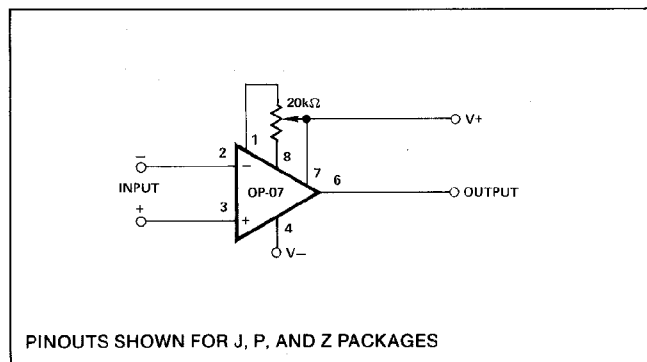 20kΩ
V+
1
8
7
2
−
−
6
OP-07
OUTPUT
INPUT
+
3
+
4
V−
PINOUTS SHOWN FOR J, P, AND Z PACKAGES